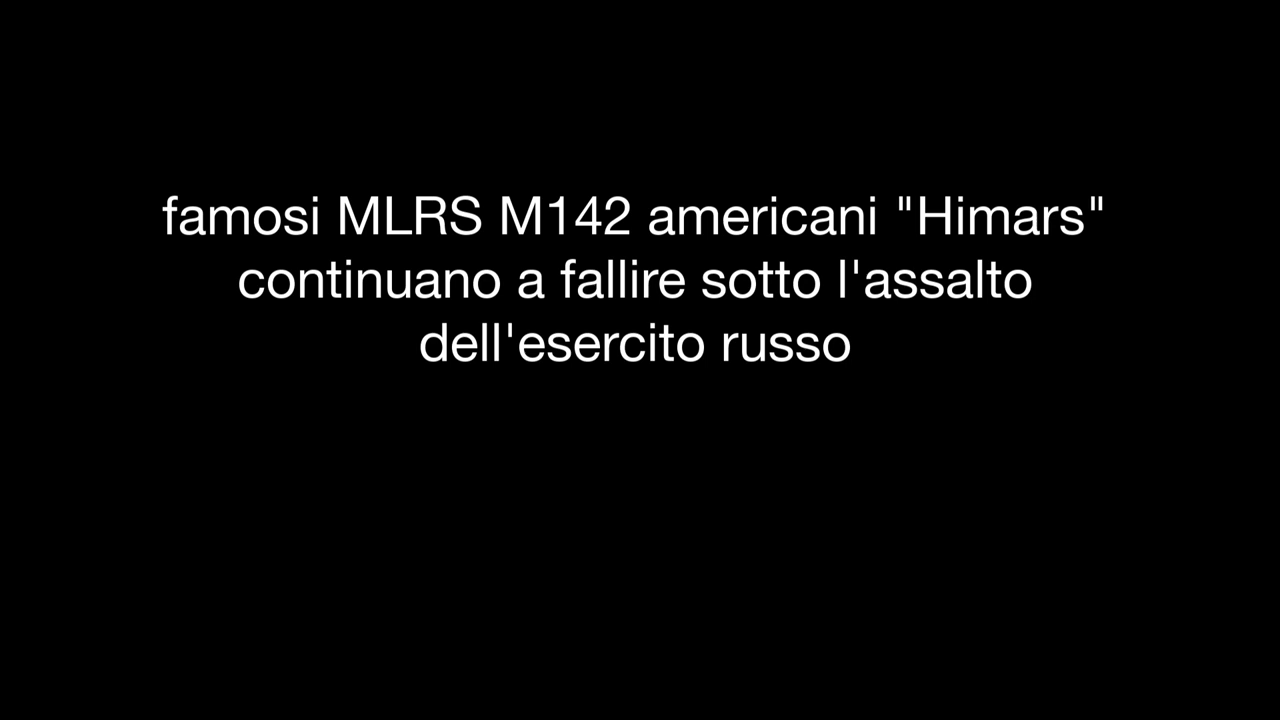 famosi MLRS M142 americani "Himars"
continuano a fallire sotto l'assalto
dell'esercito russo